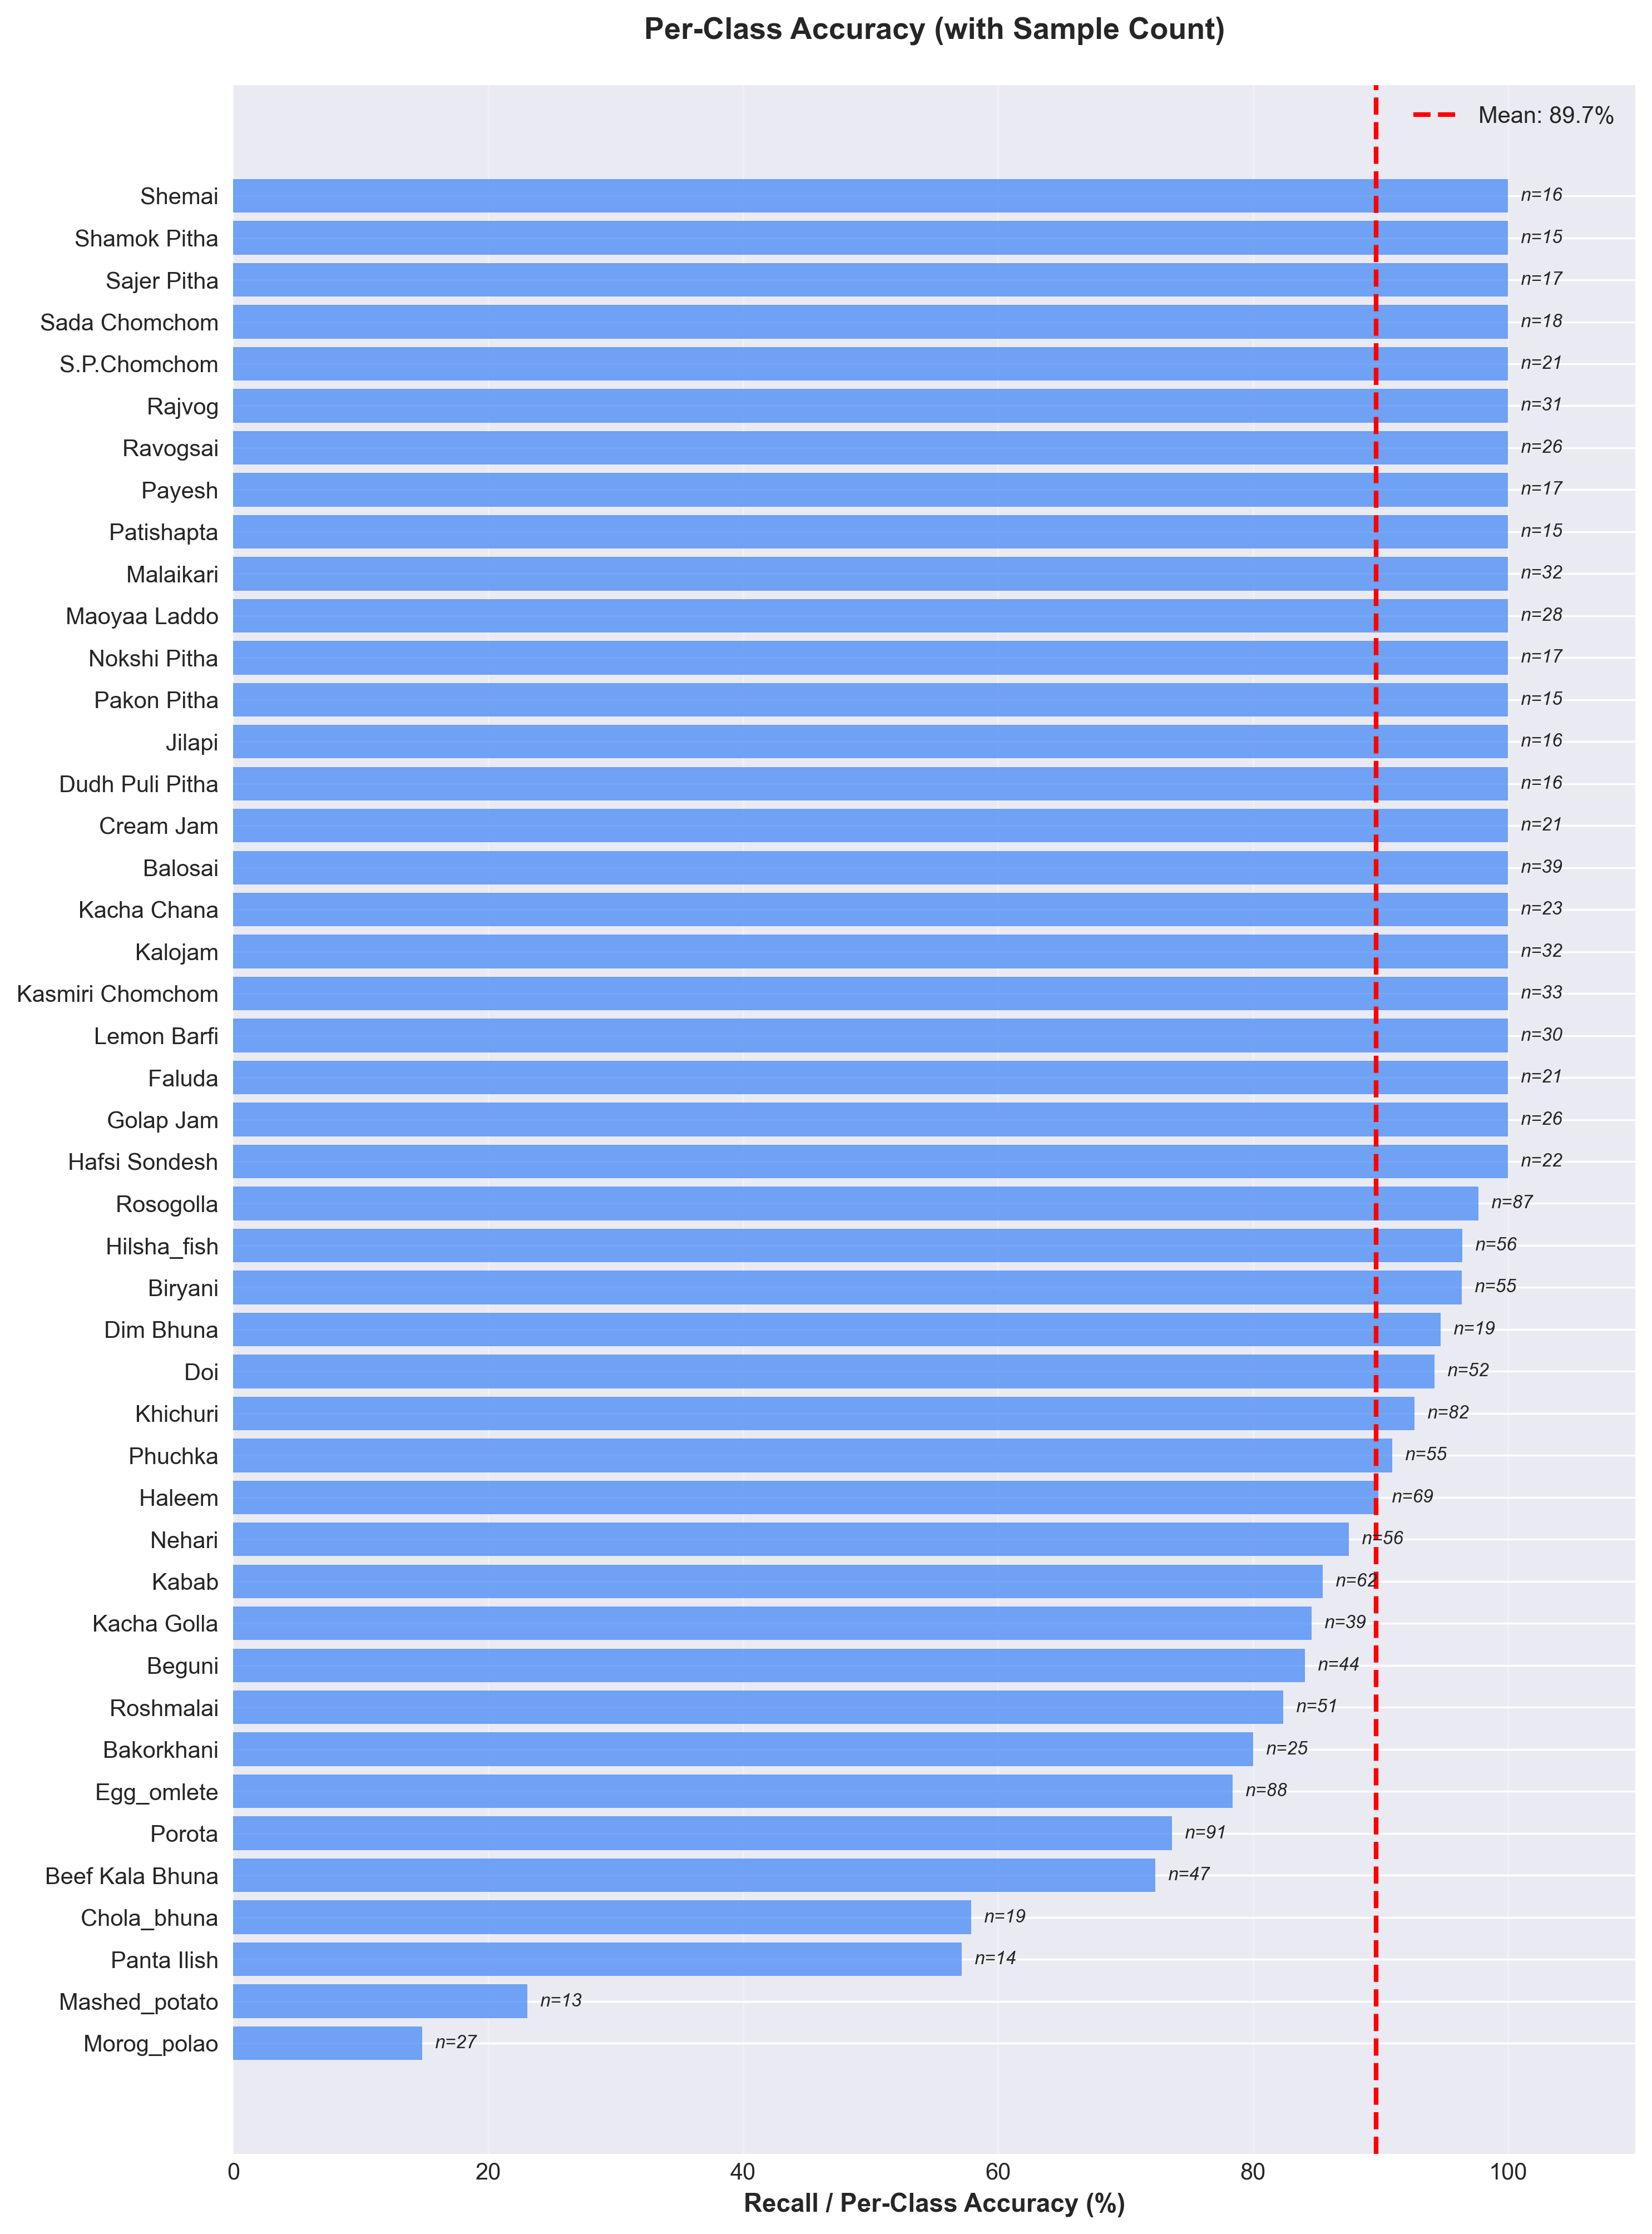 Per-Class Accuracy (with Sample Count)
Mean: 89.7%
Shemai n=16
Shamok Pitha n=15
Sajer Pitha n=17
Sada Chomchom n=18
S.P.Chomchom n=21
Rajvog n=31
Ravogsai n=26
Payesh n=17
Patishapta n=15
Malaikari n=32
Maoyaa Laddo n=28
Nokshi Pitha n=17
Pakon Pitha n=15
Jilapi n=16
Dudh Puli Pitha n=16
Cream Jam n=21
Balosai n=39
Kacha Chana n=23
Kalojam n=32
Kasmiri Chomchom n=33
Lemon Barfi n=30
Faluda n=21
Golap Jam n=26
Hafsi Sondesh n=22
Rosogolla n=87
Hilsha_fish n=56
Biryani n=55
Dim Bhuna n=19
Doi n=52
Khichuri n=82
Phuchka n=55
Haleem n=69
Nehari n=56
Kabab n=62
Kacha Golla n=39
Beguni n=44
Roshmalai n=51
Bakorkhani n=25
Egg_omlete n=88
Porota n=91
Beef Kala Bhuna n=47
Chola_bhuna n=19
Panta Ilish n=14
Mashed_potato n=13
Morog_polao n=27
0 20 40 60 80 100
Recall / Per-Class Accuracy (%)